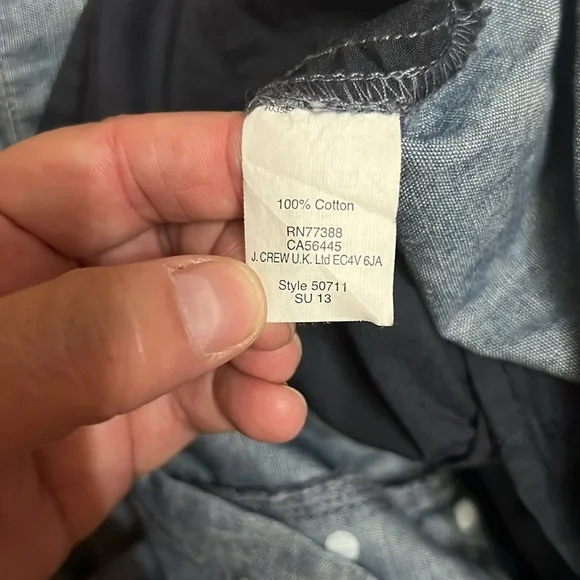 100% Cotton
RN77388
CA56445
J. CREW U.K. Ltd EC4V 6JA
Style 50711
SU 13